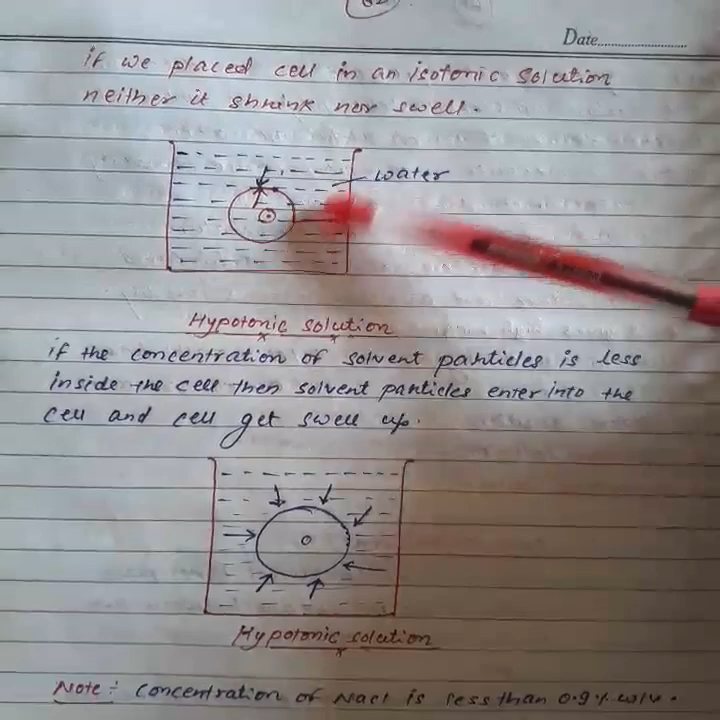 Date
if we placed cell in an isotonic solution
neither it shrink nor swell.
water
Hypotonic solution
if the concentration of solvent particles is less
inside the cell then solvent particles enter into the
cell and cell get swell up.
Hypotonic solution
Note: Concentration of Nacl is less than 0.9% w/v.